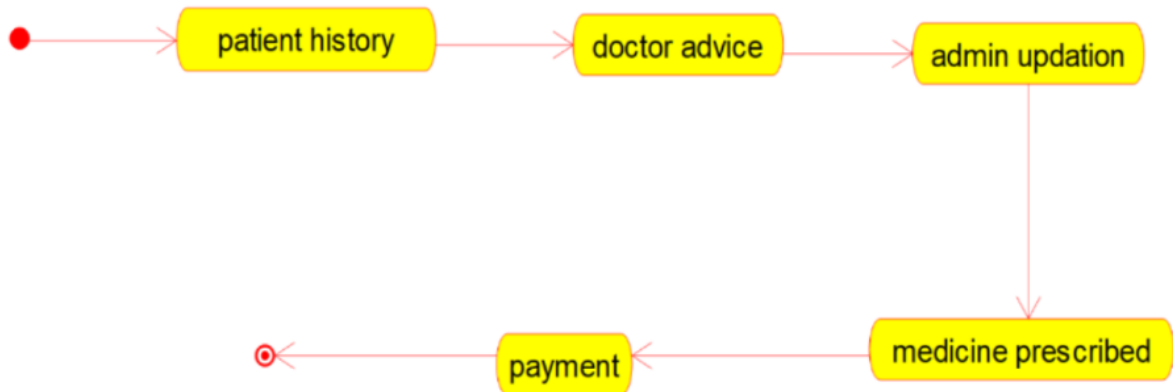 patient history
doctor advice
admin updation
medicine prescribed
payment